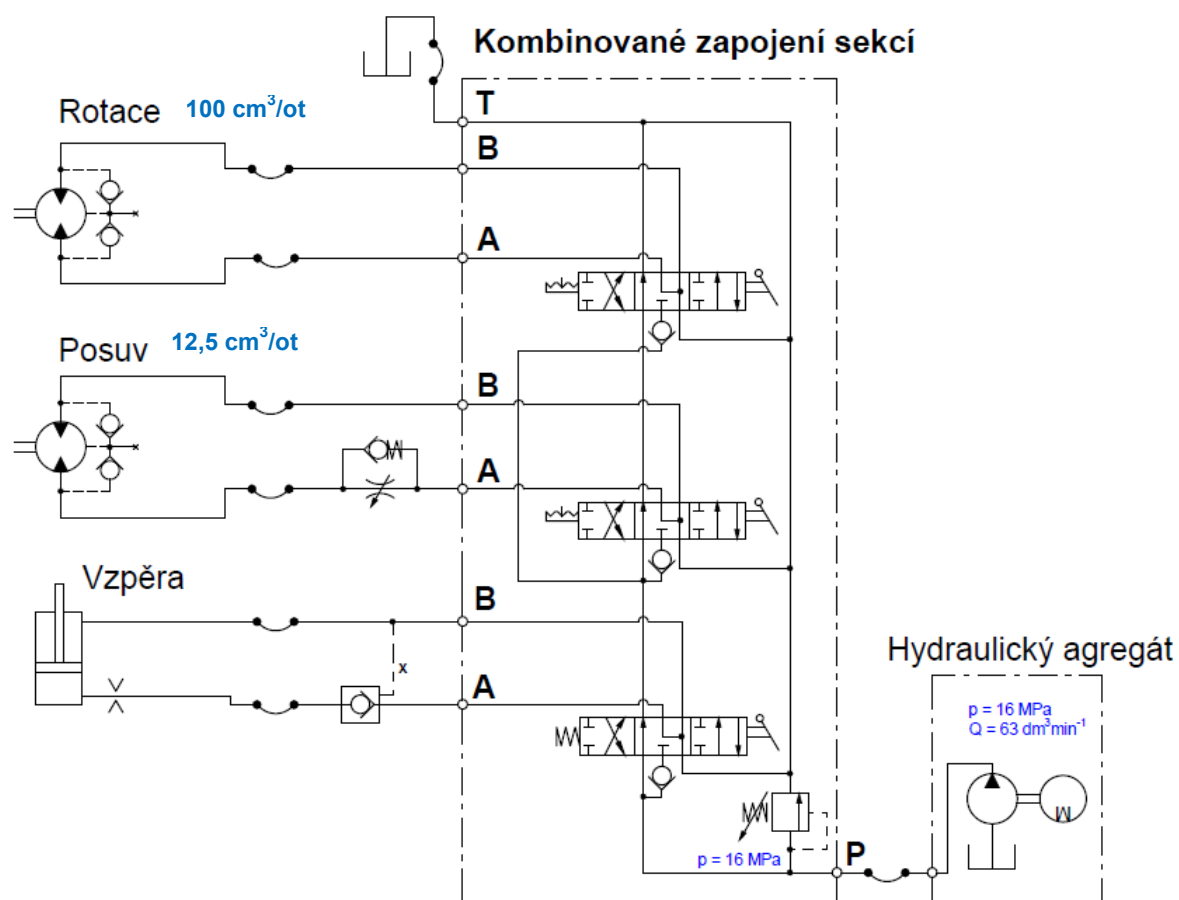 Kombinované zapojení sekcí
Rotace 100 cm³/ot
T
B
A
Posuv 12,5 cm³/ot
B
A
Vzpěra
B
x
A
Hydraulický agregát
p = 16 MPa
Q = 63 dm³min⁻¹
M
p = 16 MPa
P